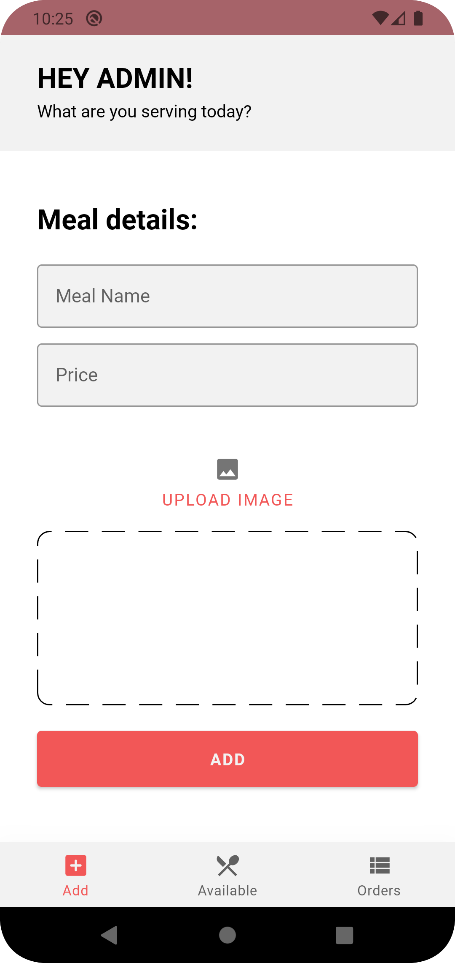 10:25
HEY ADMIN!
What are you serving today?
Meal details:
Meal Name
Price
UPLOAD IMAGE
ADD
Add
Available
Orders